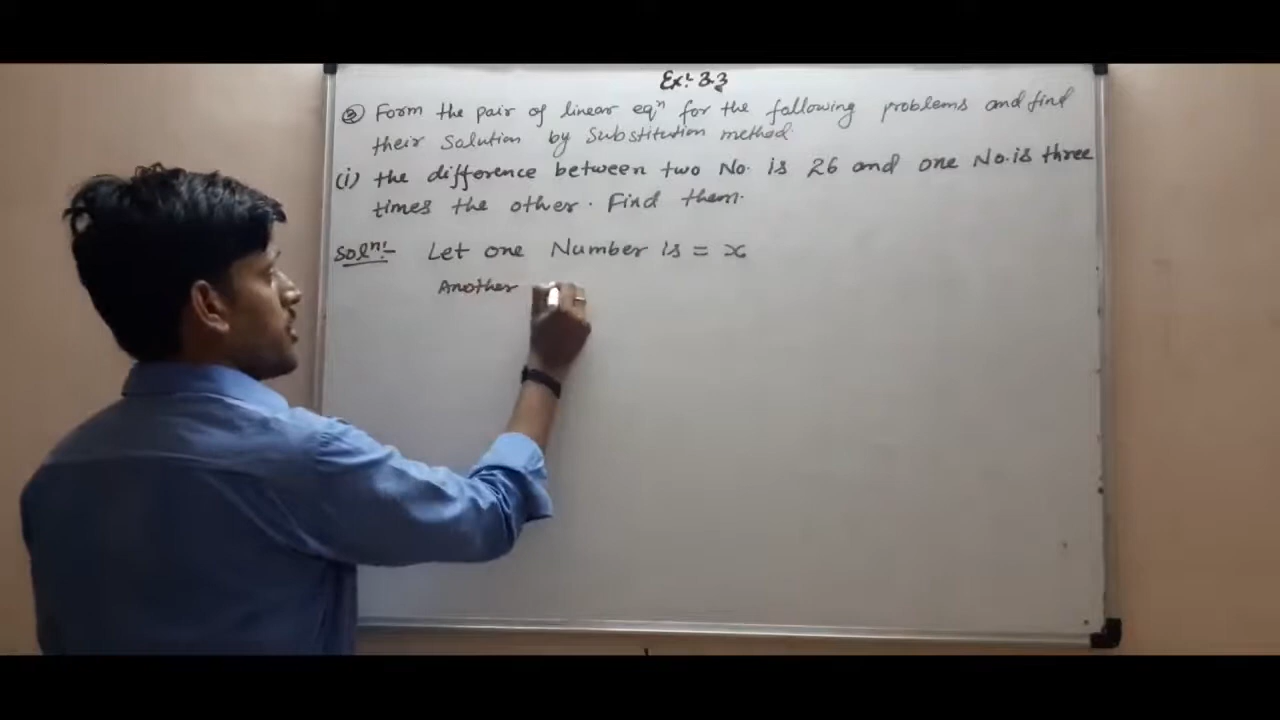 Ex:- 3.3
③ Form the pair of linear eqⁿ for the following problems and find
their Solution by Substitution method.
(i) the difference between two No. is 26 and one No. is three
times the other. Find them.
Solⁿ:- Let one Number is = x
Another